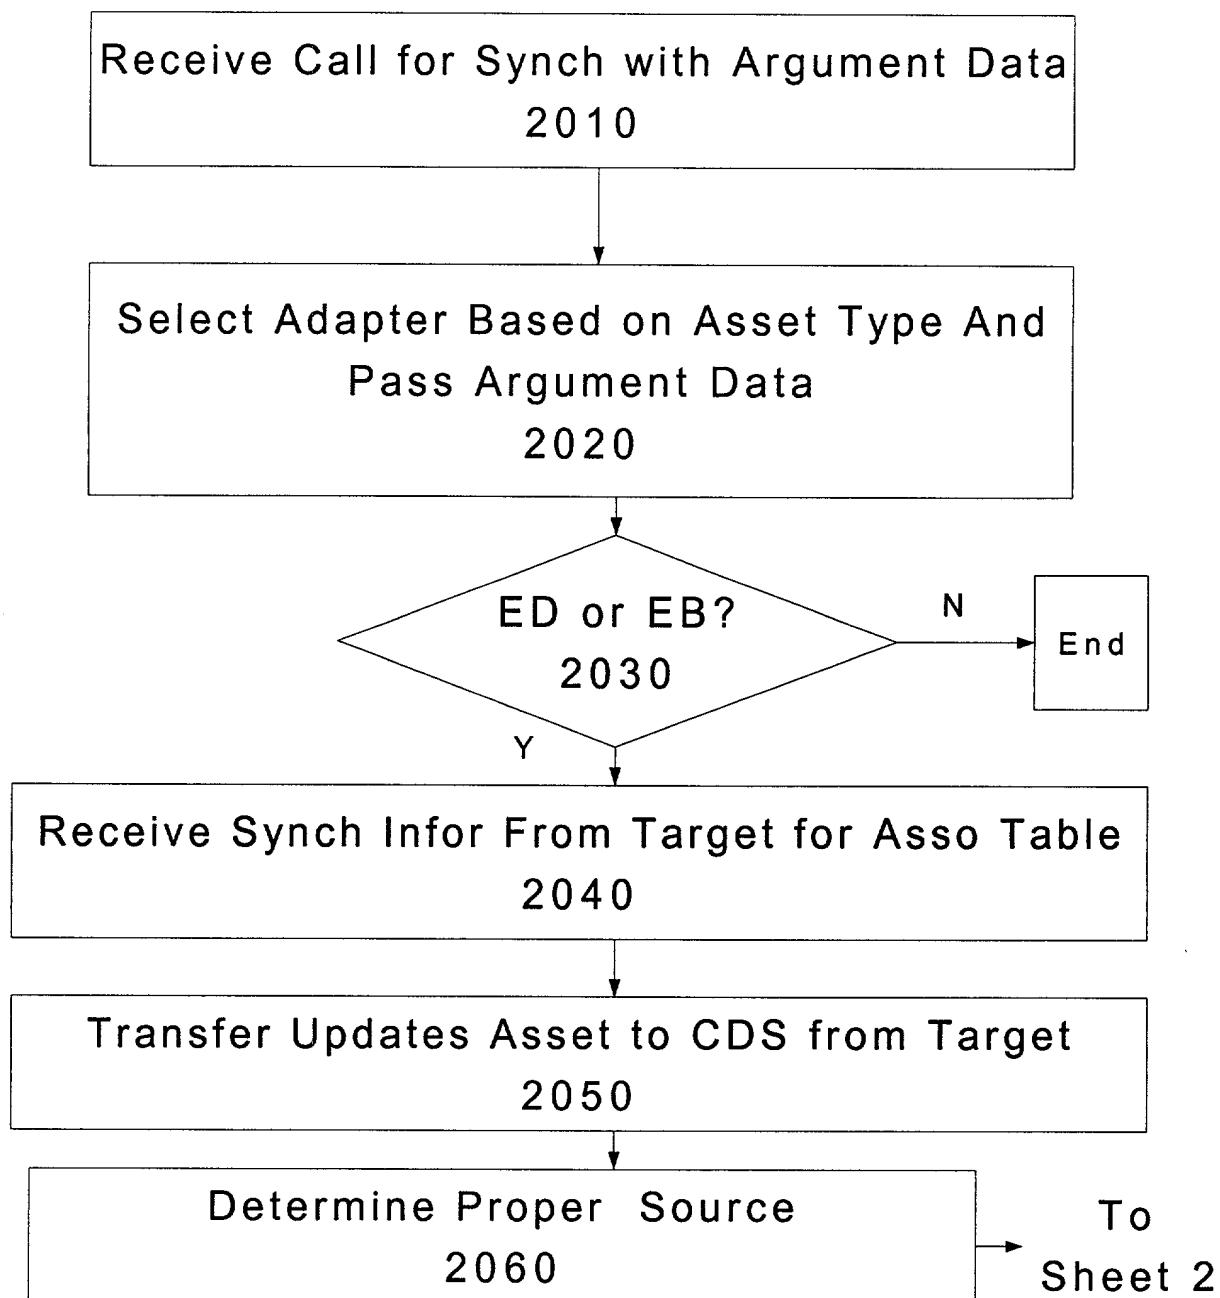 Receive Call for Synch with Argument Data
2010
Select Adapter Based on Asset Type And
Pass Argument Data
2020
ED or EB?
2030
N
End
Y
Receive Synch Infor From Target for Asso Table
2040
Transfer Updates Asset to CDS from Target
2050
Determine Proper Source
2060
To
Sheet 2